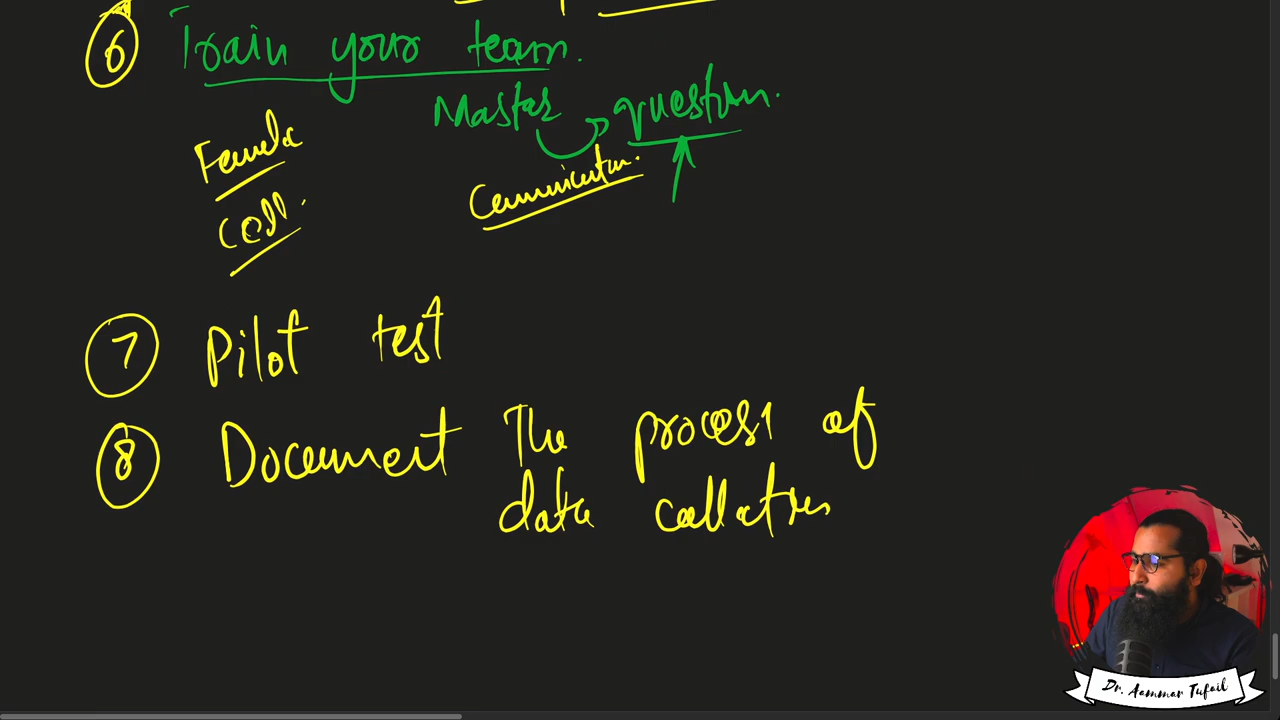 6 Train your team.
Master question.
Female
Communication.
Call.
7 Pilot test
8 Document The process of
data collection
Dr. Aammar Tufail